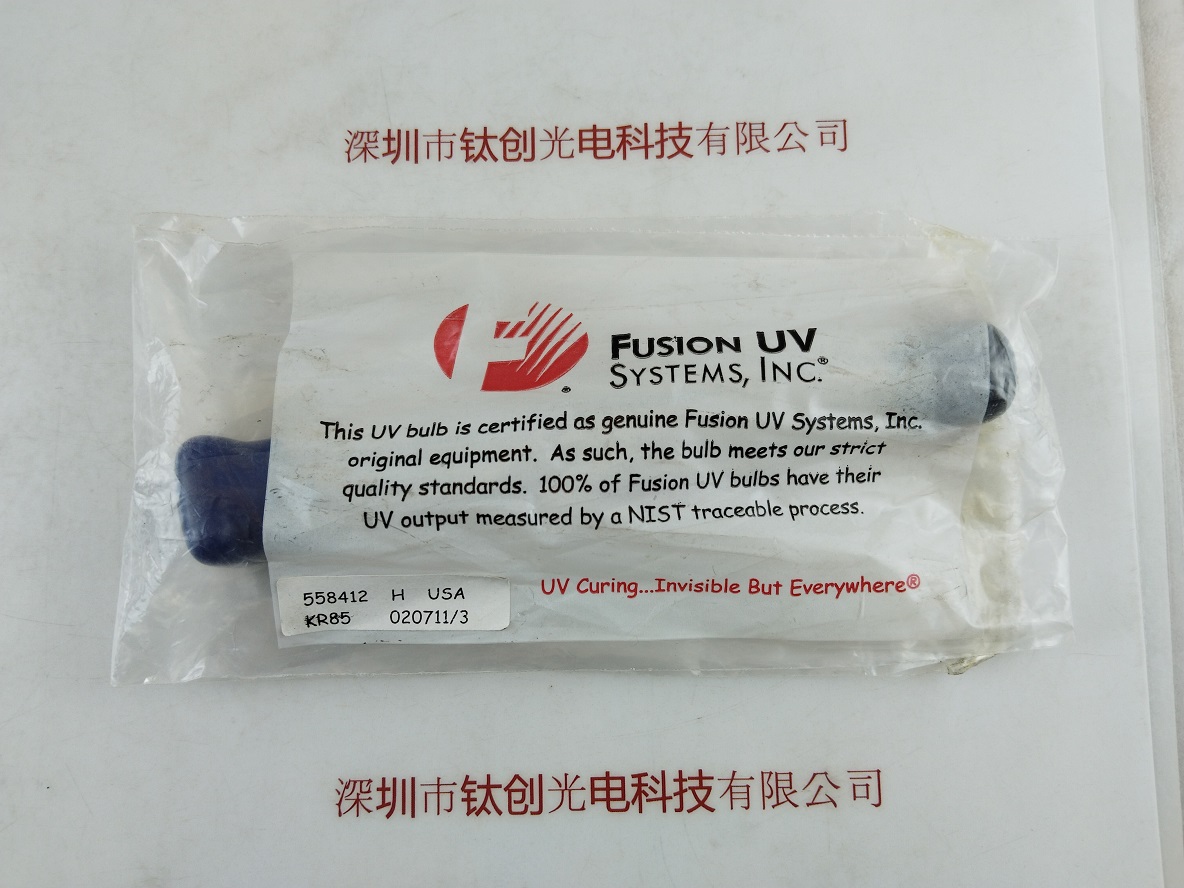 深圳市钛创光电科技有限公司
FUSION UV
SYSTEMS, INC.®
This UV bulb is certified as genuine Fusion UV Systems, Inc.
original equipment. As such, the bulb meets our strict
quality standards. 100% of Fusion UV bulbs have their
UV output measured by a NIST traceable process.
UV Curing...Invisible But Everywhere®
558412 H USA
KR85 020711/3
深圳市钛创光电科技有限公司